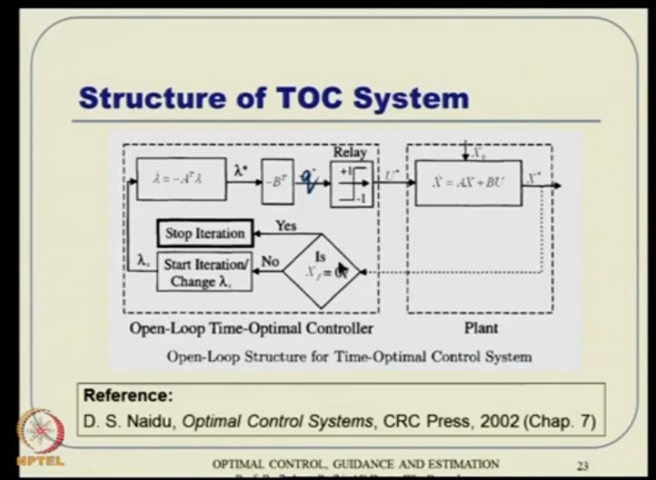 Structure of TOC System
Relay
λ̇ = -Aᵀλ
λ*
-Bᵀ
q*
+1
-1
U*
X₀
Ẋ = AX + BU
X*
Stop Iteration
Yes
Is
X_f = 0?
No
Start Iteration/
Change λ₀
λ₀
Open-Loop Time-Optimal Controller
Plant
Open-Loop Structure for Time-Optimal Control System
Reference:
D. S. Naidu, Optimal Control Systems, CRC Press, 2002 (Chap. 7)
NPTEL
OPTIMAL CONTROL, GUIDANCE AND ESTIMATION
23